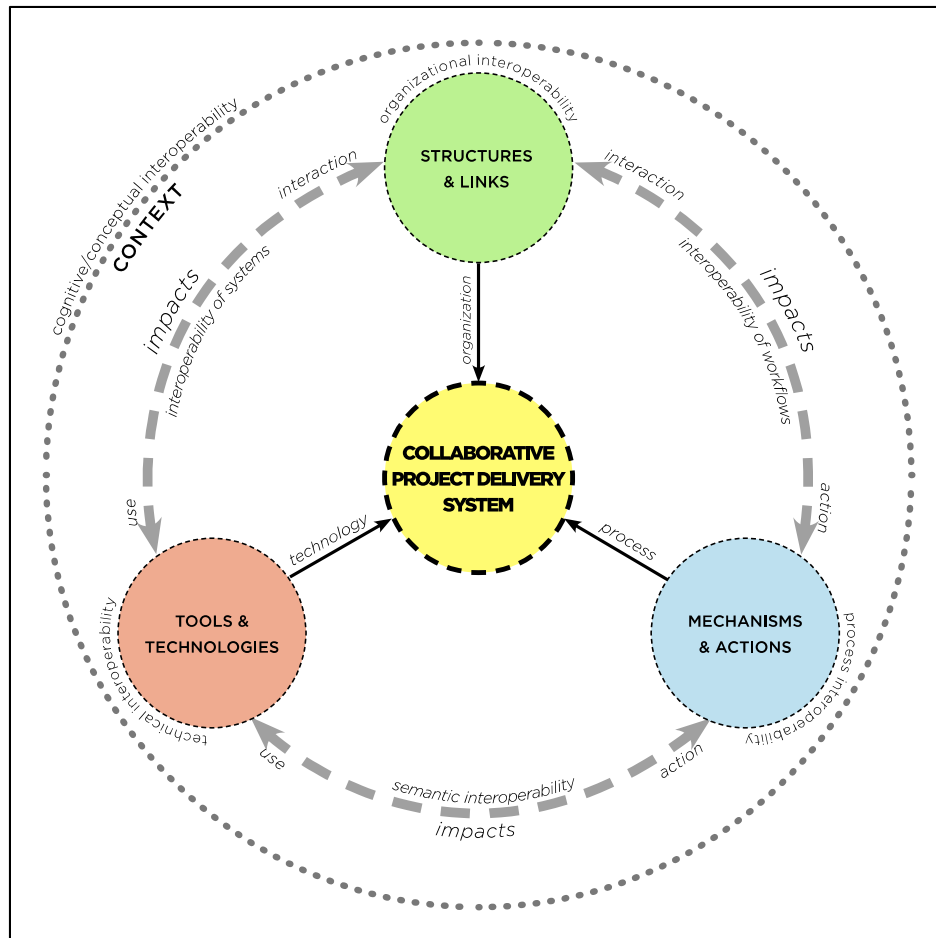 organizational interoperability
STRUCTURES
& LINKS
cognitive/conceptual interoperability
CONTEXT
interaction
interaction
impacts
interoperability of systems
impacts
interoperability of workflows
organization
COLLABORATIVE
PROJECT DELIVERY
SYSTEM
use
technology
process
action
TOOLS &
TECHNOLOGIES
technical interoperability
MECHANISMS
& ACTIONS
process interoperability
use
semantic interoperability
action
impacts